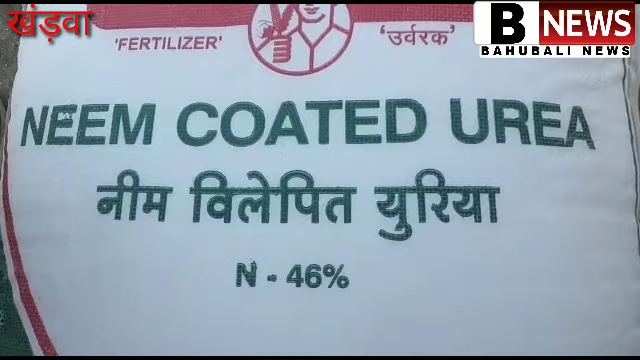 खंडवा
'FERTILIZER'
'उर्वरक'
B NEWS
BAHUBALI NEWS
NEEM COATED UREA
नीम विलेपित युरिया
N - 46%